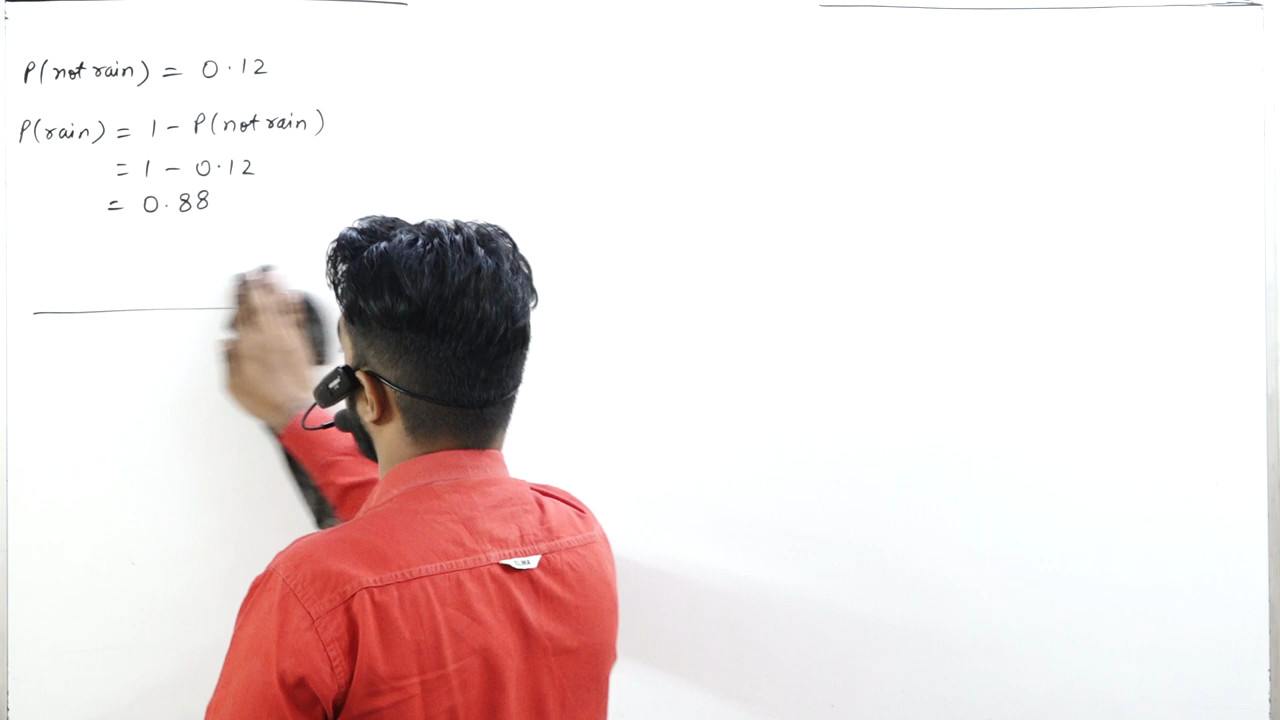 P(not rain) = 0.12
P(rain) = 1 - P(not rain)
= 1 - 0.12
= 0.88